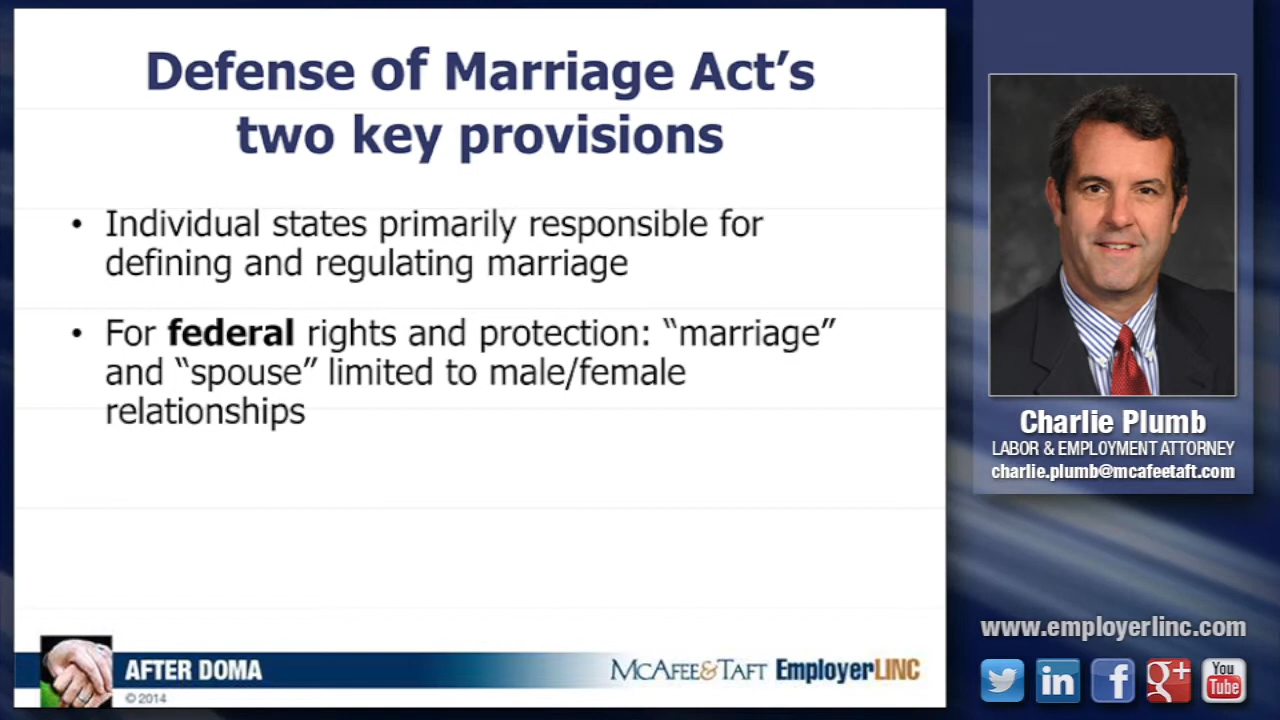 Defense of Marriage Act’s
two key provisions
• Individual states primarily responsible for
defining and regulating marriage
• For federal rights and protection: “marriage”
and “spouse” limited to male/female
relationships
AFTER DOMA
© 2014
MCAFEE&TAFT EmployerLINC
Charlie Plumb
LABOR & EMPLOYMENT ATTORNEY
charlie.plumb@mcafeetaft.com
www.employerlinc.com
in f g+ You Tube